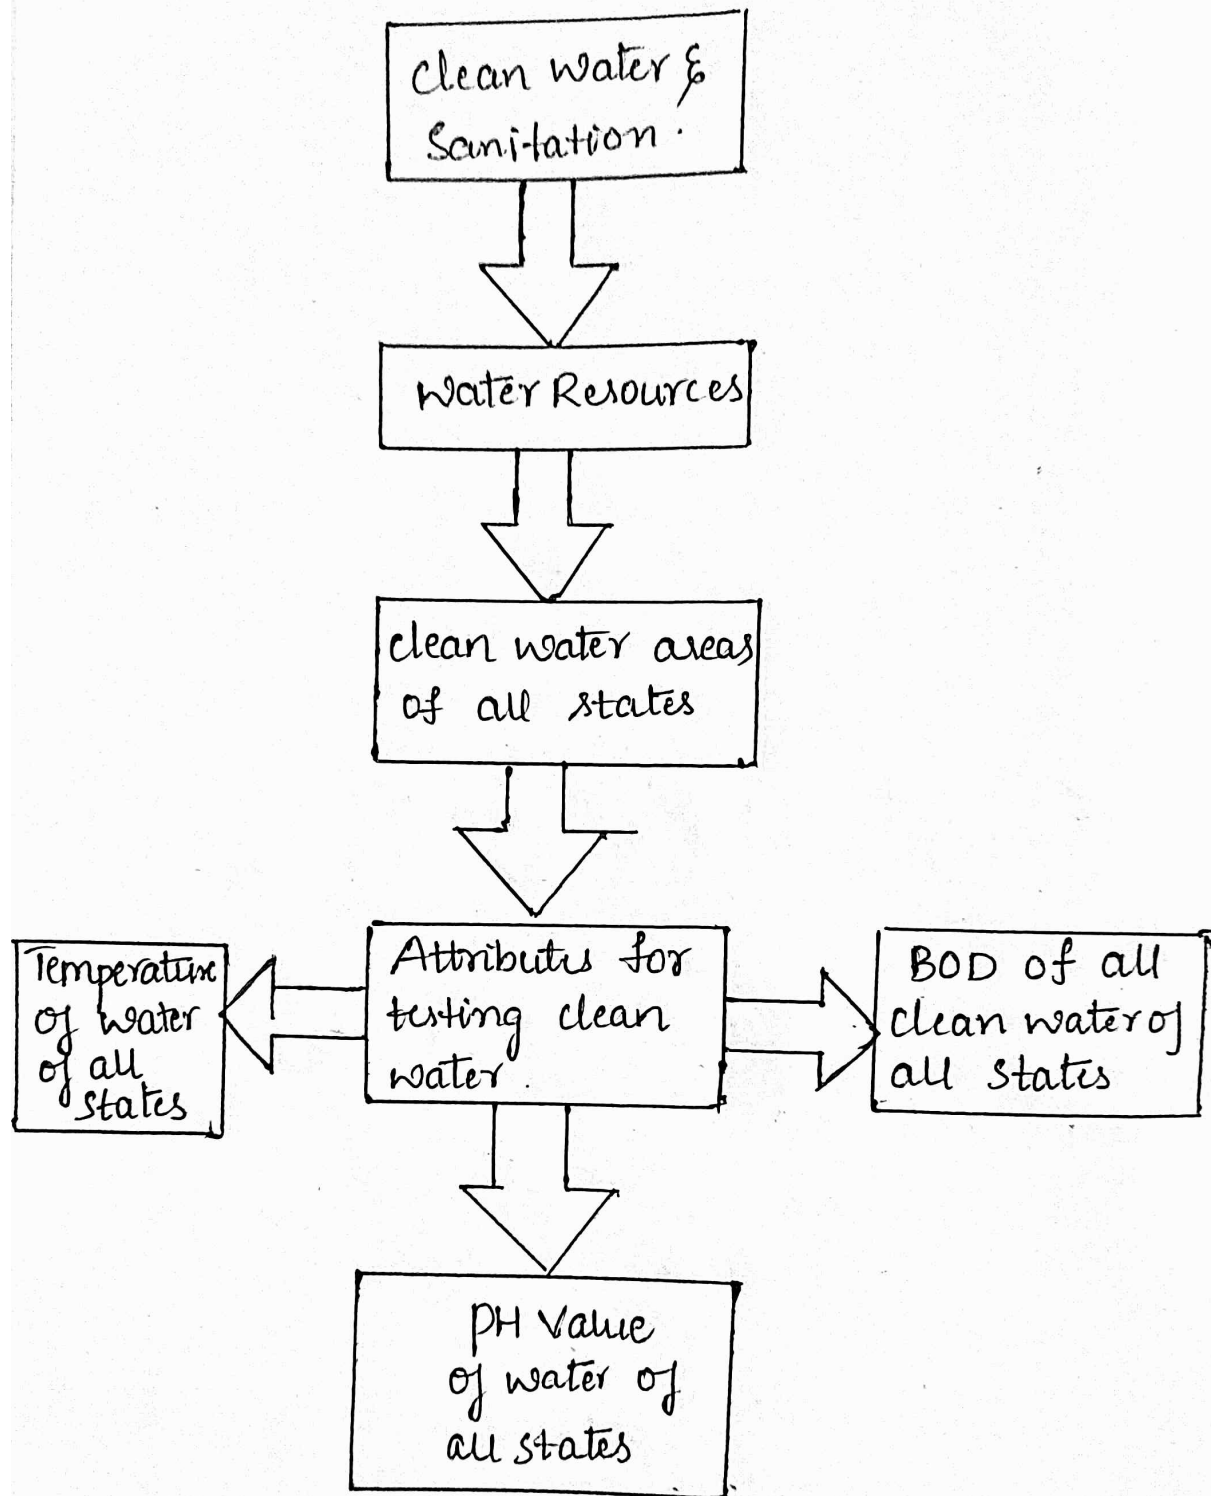 Clean Water &
Sanitation.
Water Resources
clean water areas
of all states
Attributes for
testing clean
water.
Temperature
of water
of all
states
BOD of all
clean water of
all states
PH Value
of water of
all states